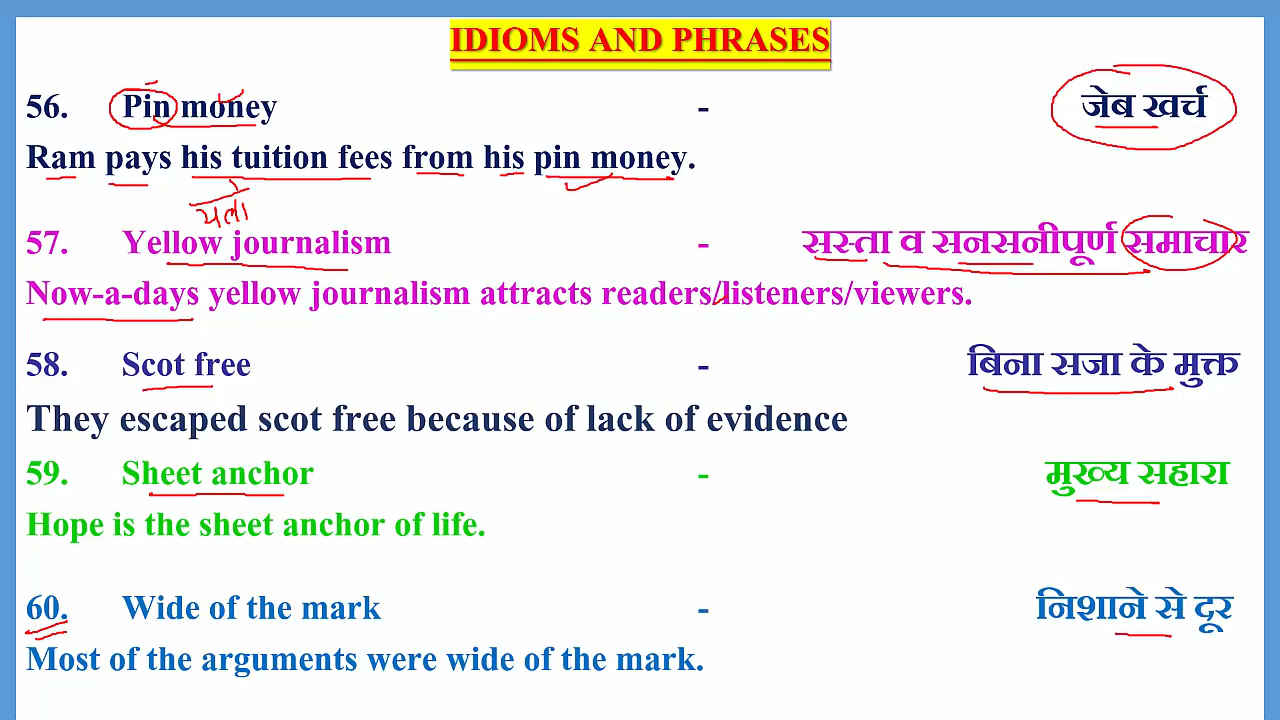 IDIOMS AND PHRASES
56. Pin money - जेब खर्च
Ram pays his tuition fees from his pin money.
57. Yellow journalism - सस्ता व सनसनीपूर्ण समाचार
Now-a-days yellow journalism attracts readers/listeners/viewers.
58. Scot free - बिना सजा के मुक्त
They escaped scot free because of lack of evidence
59. Sheet anchor - मुख्य सहारा
Hope is the sheet anchor of life.
60. Wide of the mark - निशाने से दूर
Most of the arguments were wide of the mark.